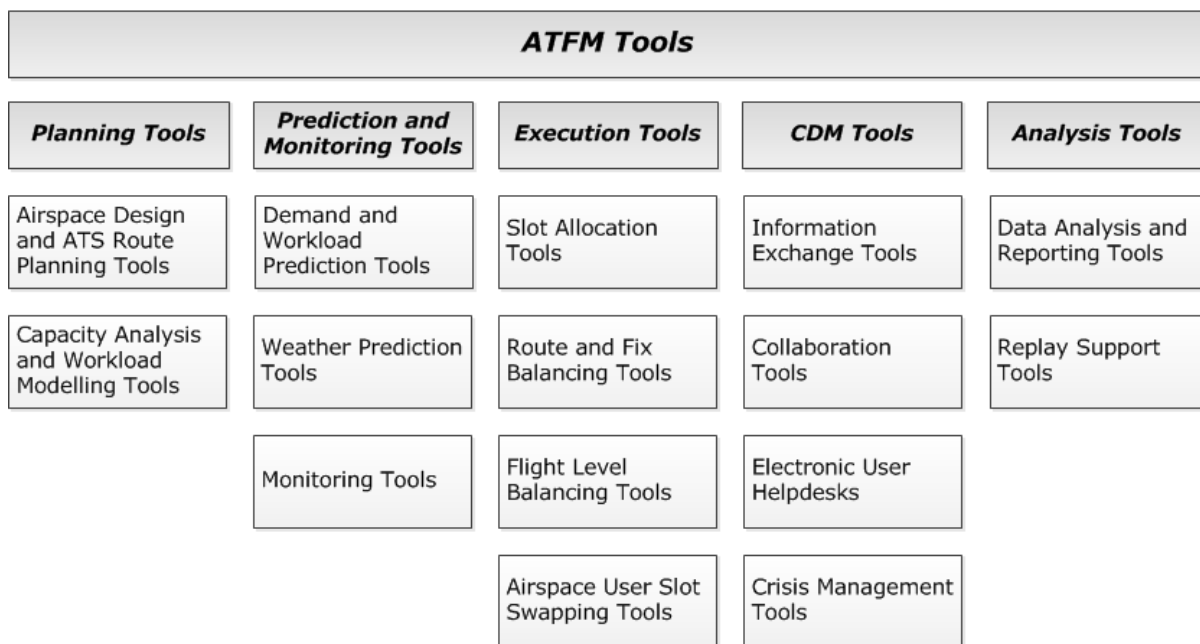 ATFM Tools
Planning Tools
Prediction and
Monitoring Tools
Execution Tools
CDM Tools
Analysis Tools
Airspace Design
and ATS Route
Planning Tools
Demand and
Workload
Prediction Tools
Slot Allocation
Tools
Information
Exchange Tools
Data Analysis and
Reporting Tools
Capacity Analysis
and Workload
Modelling Tools
Weather Prediction
Tools
Route and Fix
Balancing Tools
Collaboration
Tools
Replay Support
Tools
Monitoring Tools
Flight Level
Balancing Tools
Electronic User
Helpdesks
Airspace User Slot
Swapping Tools
Crisis Management
Tools